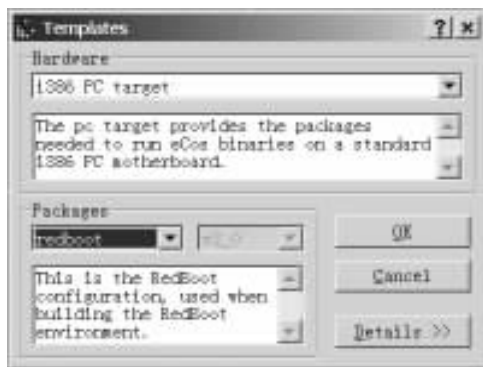 Templates
Hardware
i386 PC target
The pc target provides the packages
needed to run eCos binaries on a standard
i386 PC motherboard.
Packages
redboot
v2_0
This is the RedBoot
configuration, used when
building the RedBoot
environment.
OK
Cancel
Details >>